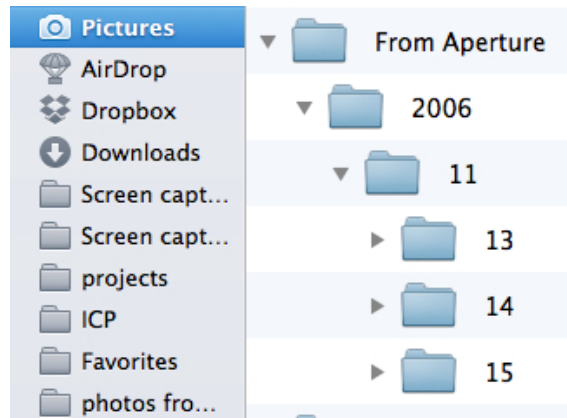 Pictures
AirDrop
Dropbox
Downloads
Screen capt...
Screen capt...
projects
ICP
Favorites
photos fro...
From Aperture
2006
11
13
14
15